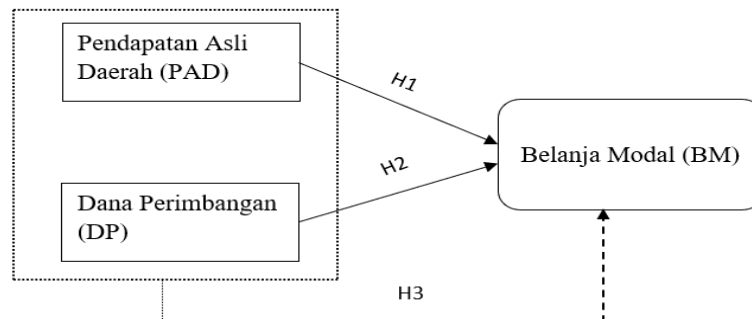 Pendapatan Asli
Daerah (PAD)
H1
Belanja Modal (BM)
H2
Dana Perimbangan
(DP)
H3